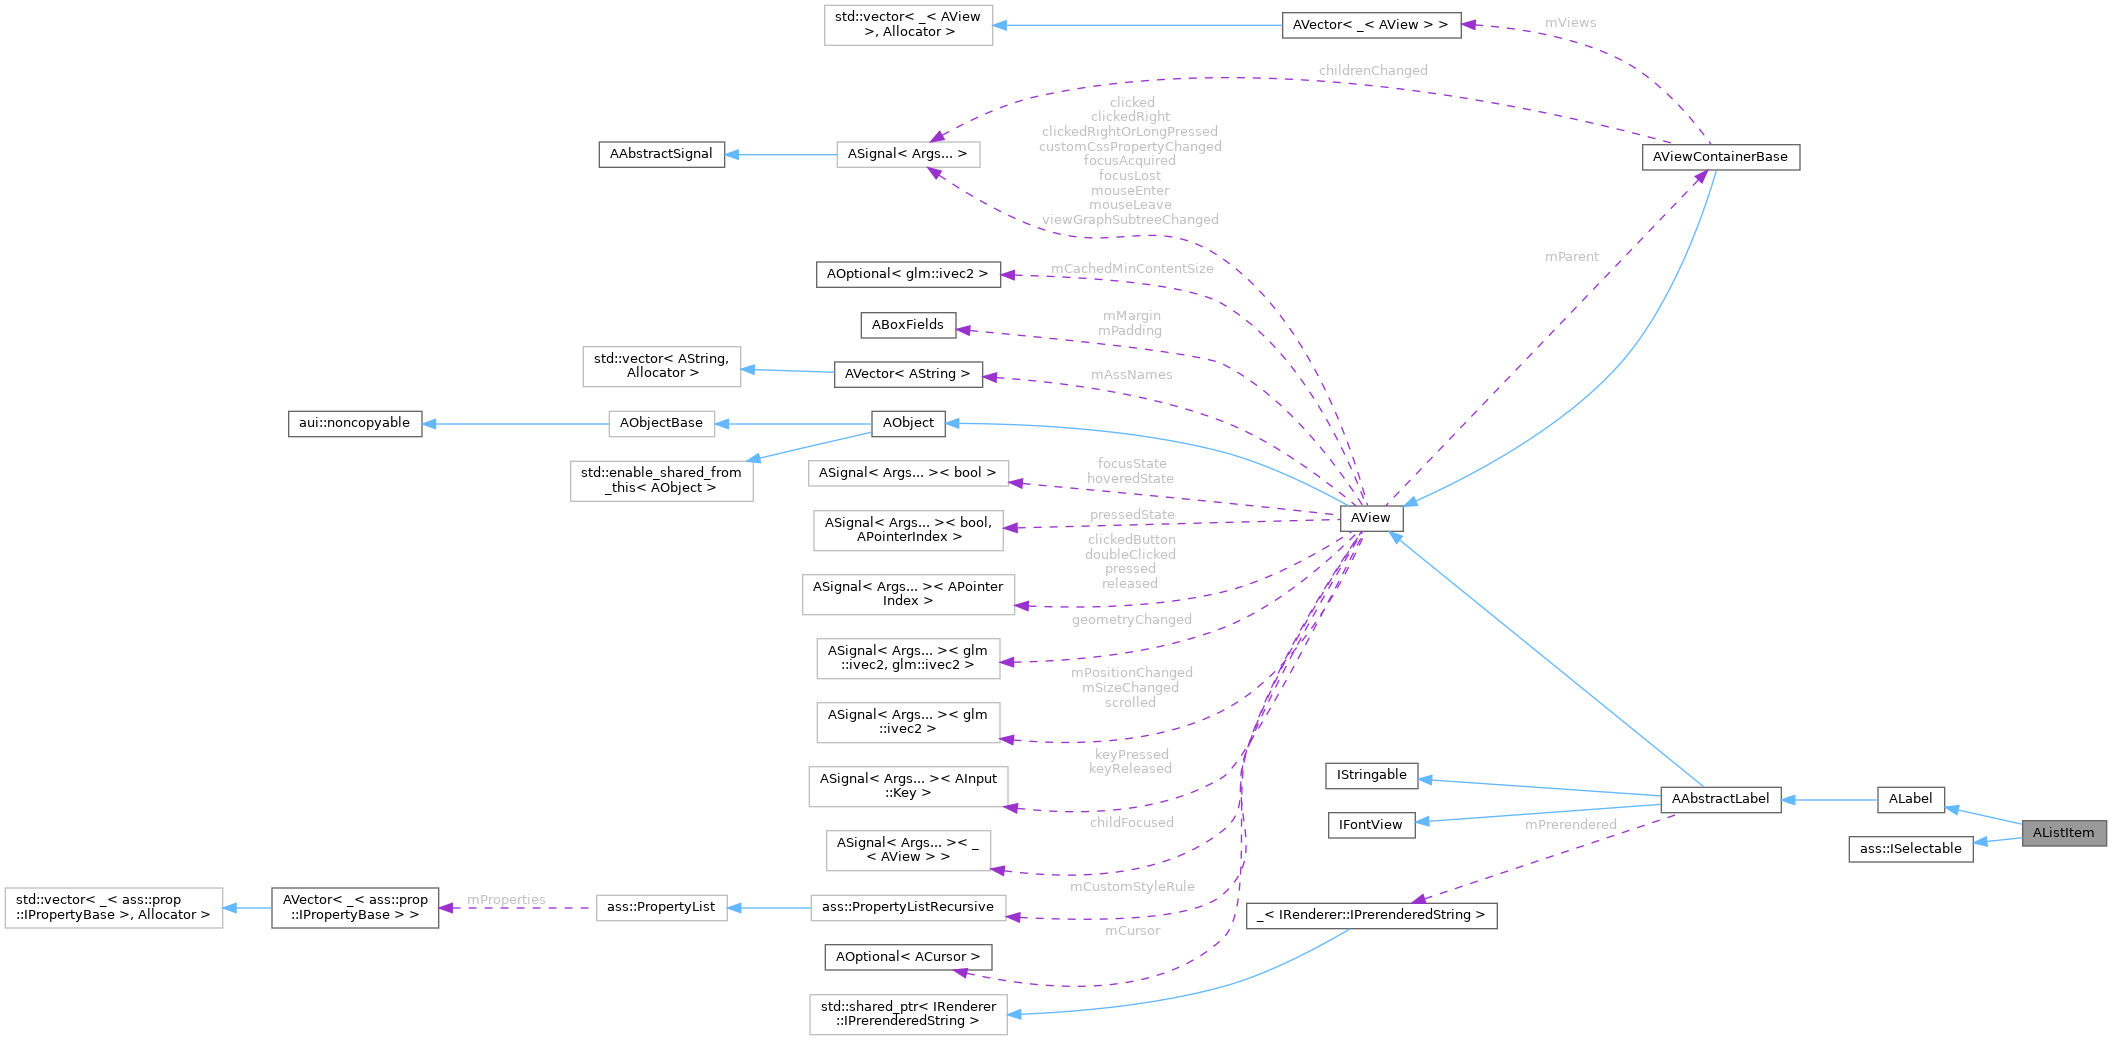 std::vector< _< AView
>, Allocator >
AVector< _< AView > >
mViews
childrenChanged
AAbstractSignal
ASignal< Args... >
clicked
clickedRight
clickedRightOrLongPressed
customCssPropertyChanged
focusAcquired
focusLost
mouseEnter
mouseLeave
viewGraphSubtreeChanged
AViewContainerBase
AOptional< glm::ivec2 >
mCachedMinContentSize
mParent
ABoxFields
mMargin
mPadding
std::vector< AString,
Allocator >
AVector< AString >
mAssNames
aui::noncopyable
AObjectBase
AObject
std::enable_shared_from
_this< AObject >
ASignal< Args... >< bool >
focusState
hoveredState
ASignal< Args... >< bool,
APointerIndex >
pressedState
AView
ASignal< Args... >< APointer
Index >
clickedButton
doubleClicked
pressed
released
ASignal< Args... >< glm
::ivec2, glm::ivec2 >
geometryChanged
ASignal< Args... >< glm
::ivec2 >
mPositionChanged
mSizeChanged
scrolled
ASignal< Args... >< AInput
::Key >
keyPressed
keyReleased
IStringable
AAbstractLabel
ALabel
IFontView
mPrerendered
AListItem
ass::ISelectable
ASignal< Args... >< _
< AView > >
childFocused
std::vector< _< ass::prop
::IPropertyBase >, Allocator >
AVector< _< ass::prop
::IPropertyBase > >
mProperties
ass::PropertyList
ass::PropertyListRecursive
mCustomStyleRule
_< IRenderer::IPrerenderedString >
AOptional< ACursor >
mCursor
std::shared_ptr< IRenderer
::IPrerenderedString >